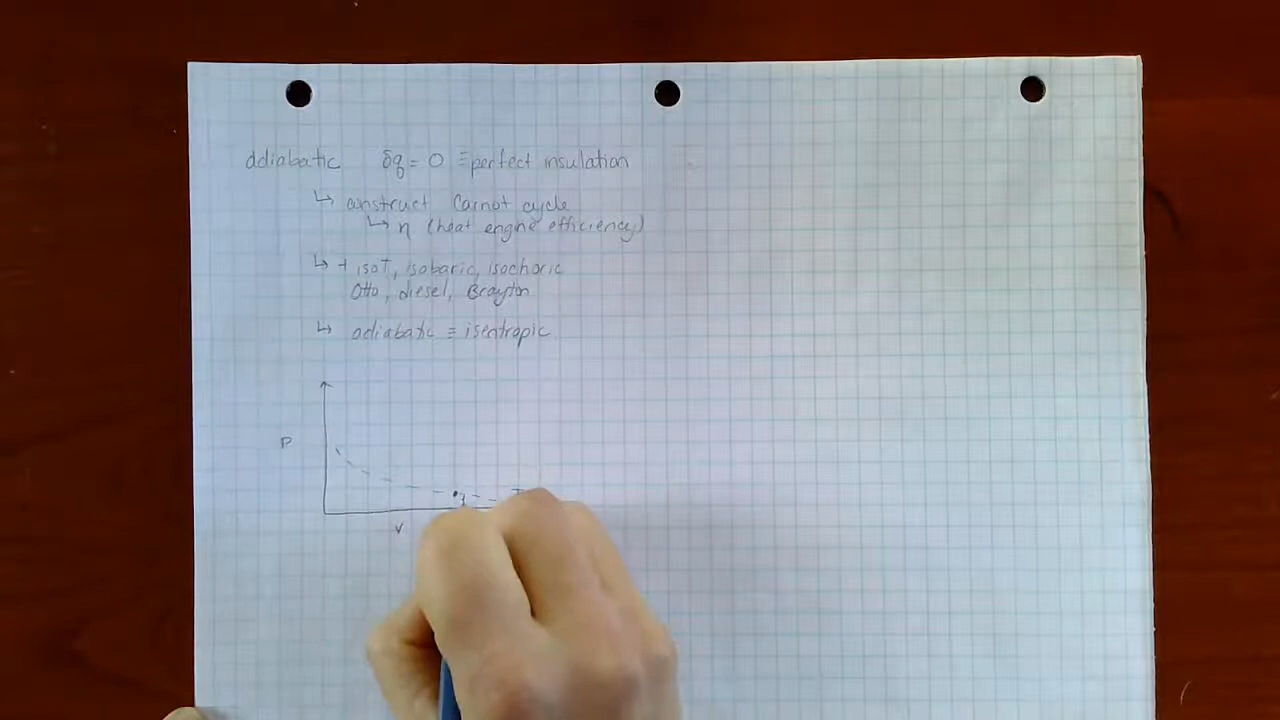 adiabatic δq = 0 ≡ perfect insulation
↳ construct Carnot cycle
↳ η (heat engine efficiency)
↳ + isoT, isobaric, isochoric
Otto, diesel, Brayton
↳ adiabatic ≡ isentropic
P
V